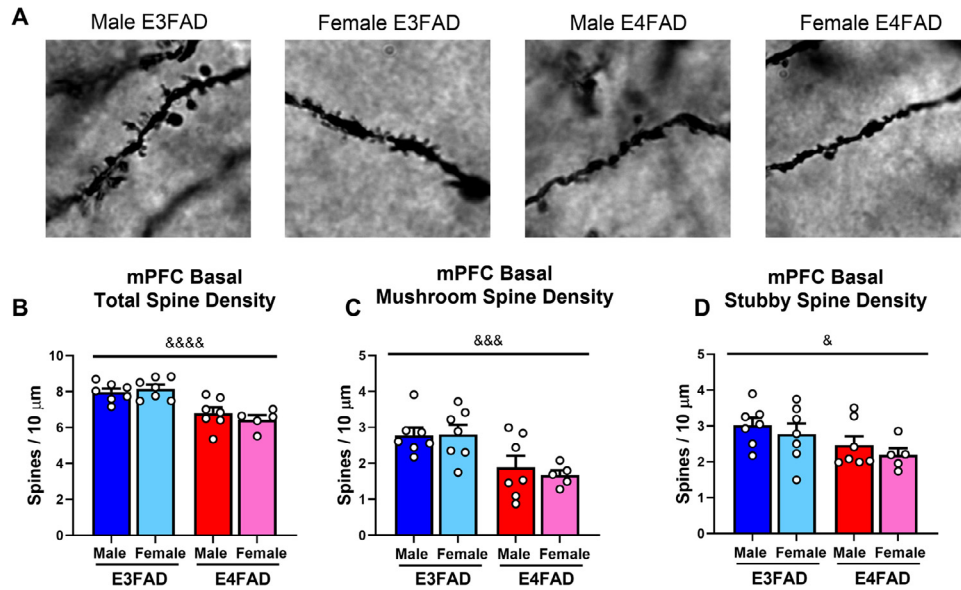 A
Male E3FAD
Female E3FAD
Male E4FAD
Female E4FAD
B
mPFC Basal
Total Spine Density
&&&&
Spines / 10 μm
10
8
6
4
2
0
Male Female Male Female
E3FAD E4FAD
C
mPFC Basal
Mushroom Spine Density
&&&
Spines / 10 μm
5
4
3
2
1
0
Male Female Male Female
E3FAD E4FAD
D
mPFC Basal
Stubby Spine Density
&
Spines / 10 μm
5
4
3
2
1
0
Male Female Male Female
E3FAD E4FAD